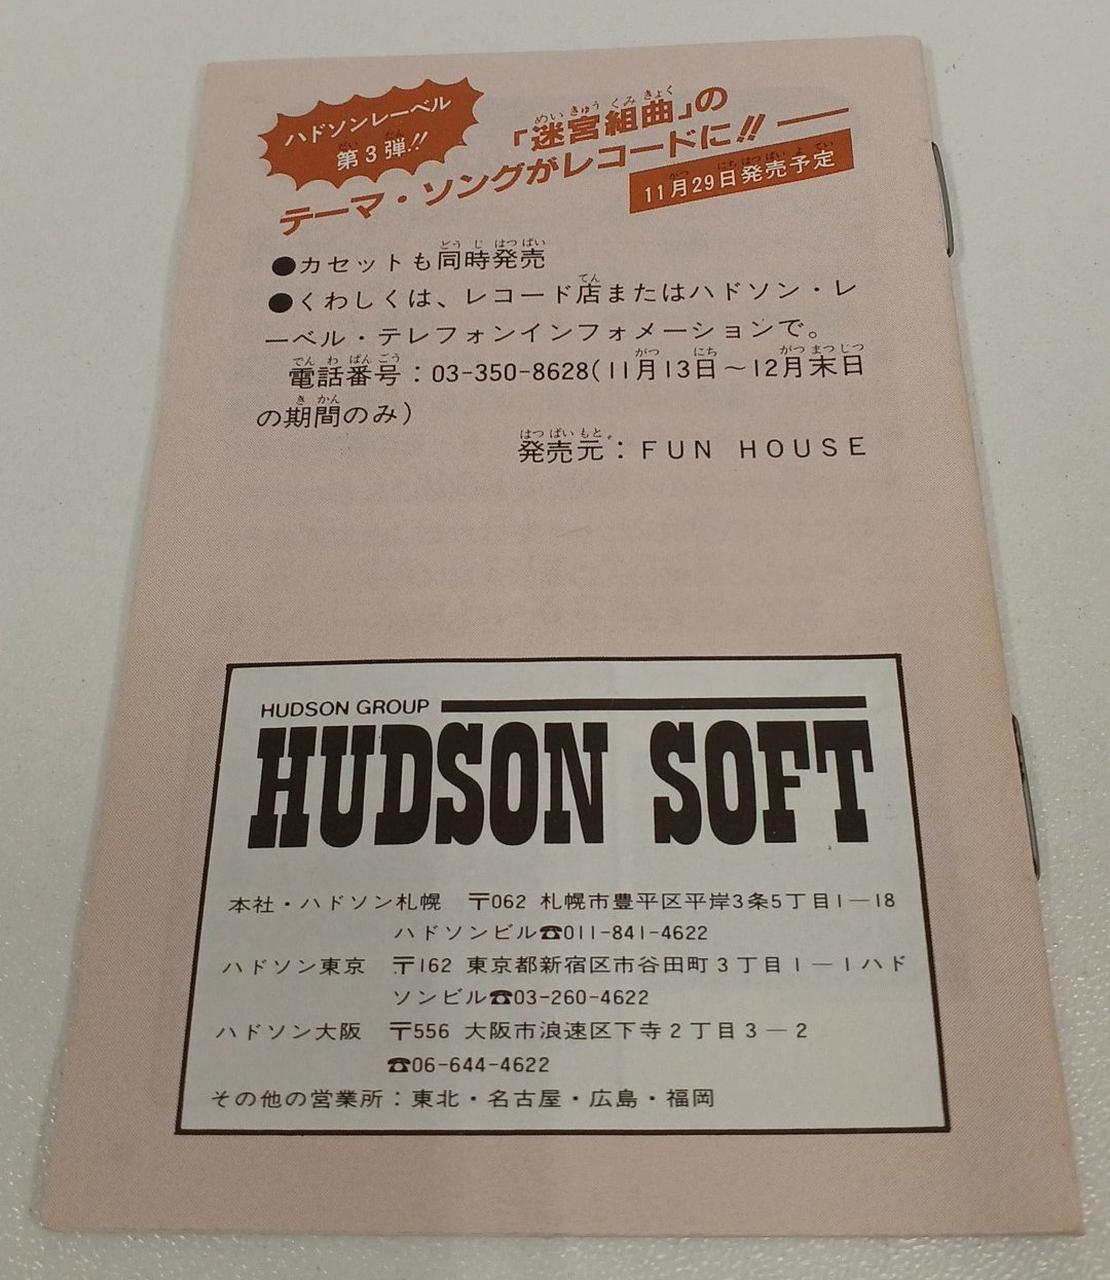 ハドソンレーベル
第3弾!!
「迷宮組曲」の
テーマ・ソングがレコードに!!
11月29日発売予定
●カセットも同時発売
●くわしくは、レコード店またはハドソン・レ
ーベル・テレフォンインフォメーションで。
電話番号：03-350-8628(11月13日〜12月末日
の期間のみ)
発売元：FUN HOUSE
HUDSON GROUP
HUDSON SOFT
本社・ハドソン札幌 〒062 札幌市豊平区平岸3条5丁目1-18
ハドソンビル☎011-841-4622
ハドソン東京 〒162 東京都新宿区市谷田町3丁目1-1ハド
ソンビル☎03-260-4622
ハドソン大阪 〒556 大阪市浪速区下寺2丁目3-2
☎06-644-4622
その他の営業所：東北・名古屋・広島・福岡